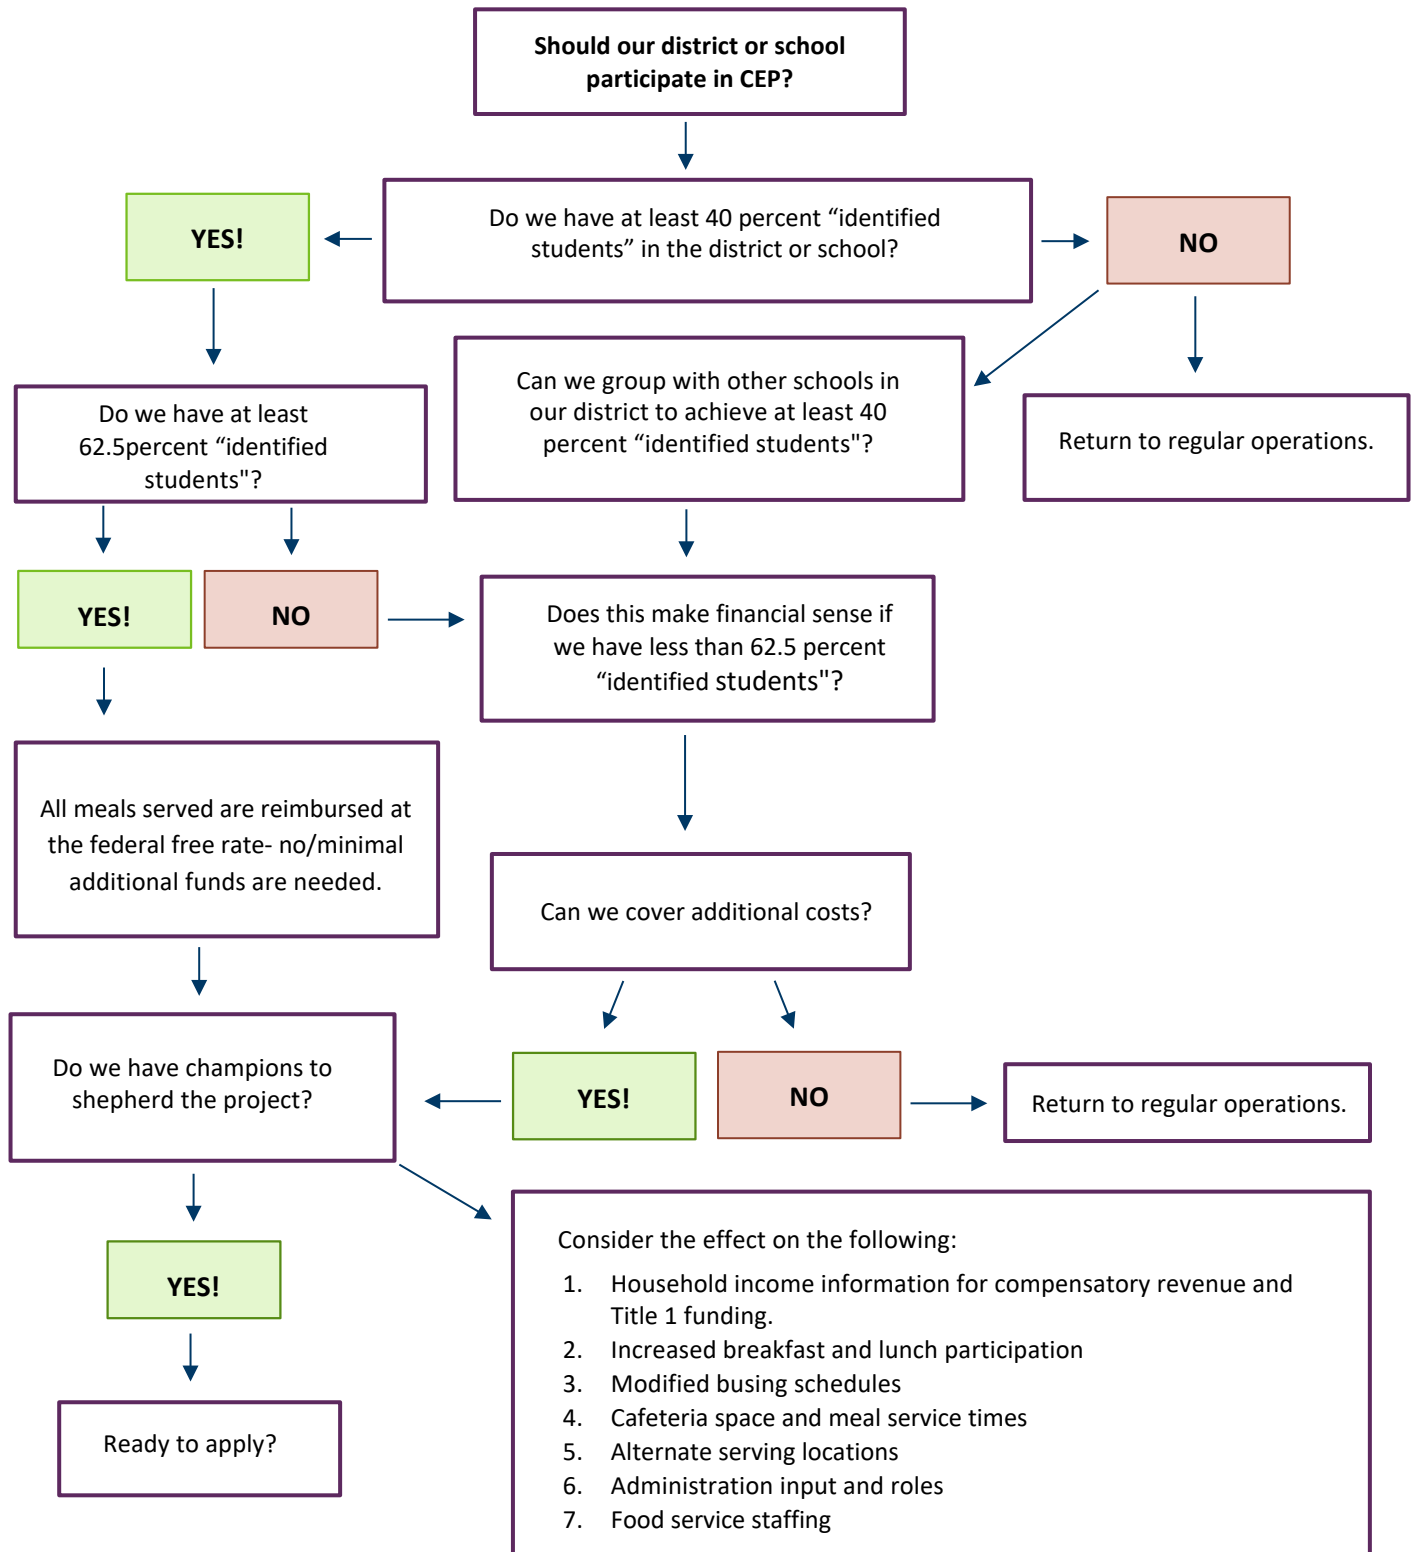 Should our district or school
participate in CEP?
Do we have at least 40 percent “identified
students” in the district or school?
YES!
NO
Can we group with other schools in
our district to achieve at least 40
percent “identified students"?
Return to regular operations.
Do we have at least
62.5percent “identified
students"?
YES!
NO
Does this make financial sense if
we have less than 62.5 percent
“identified students"?
All meals served are reimbursed at
the federal free rate- no/minimal
additional funds are needed.
Can we cover additional costs?
Do we have champions to
shepherd the project?
YES!
NO
Return to regular operations.
YES!
Ready to apply?
Consider the effect on the following:
1. Household income information for compensatory revenue and
Title 1 funding.
2. Increased breakfast and lunch participation
3. Modified busing schedules
4. Cafeteria space and meal service times
5. Alternate serving locations
6. Administration input and roles
7. Food service staffing